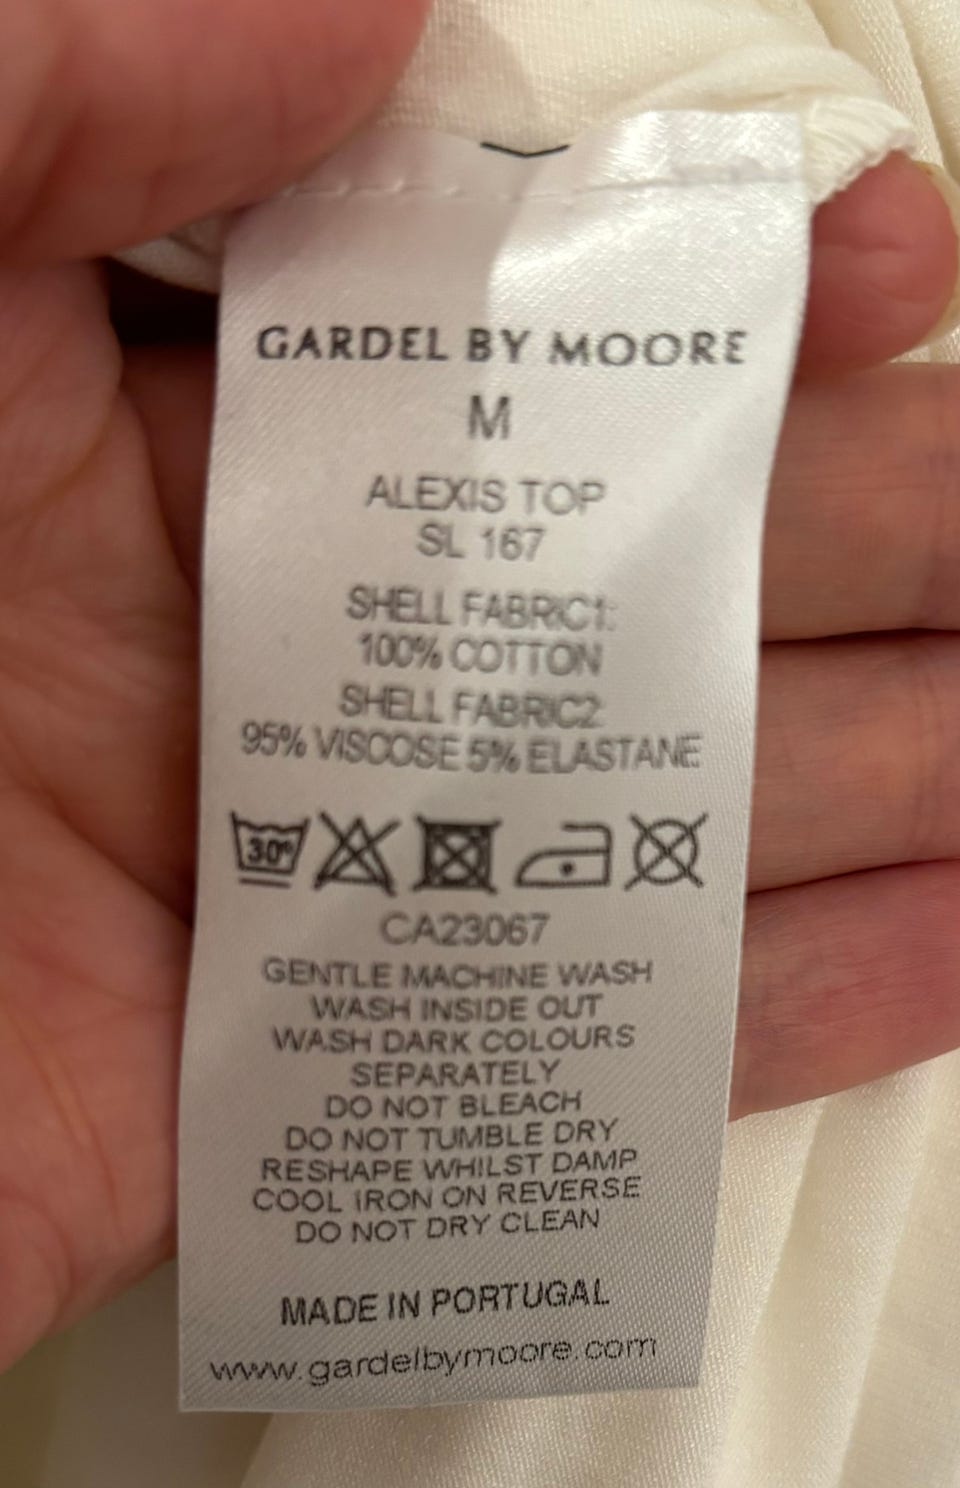 GARDEL BY MOORE
M
ALEXIS TOP
SL 167
SHELL FABRIC1:
100% COTTON
SHELL FABRIC2
95% VISCOSE 5% ELASTANE
30°
CA23067
GENTLE MACHINE WASH
WASH INSIDE OUT
WASH DARK COLOURS
SEPARATELY
DO NOT BLEACH
DO NOT TUMBLE DRY
RESHAPE WHILST DAMP
COOL IRON ON REVERSE
DO NOT DRY CLEAN
MADE IN PORTUGAL
www.gardelbymoore.com